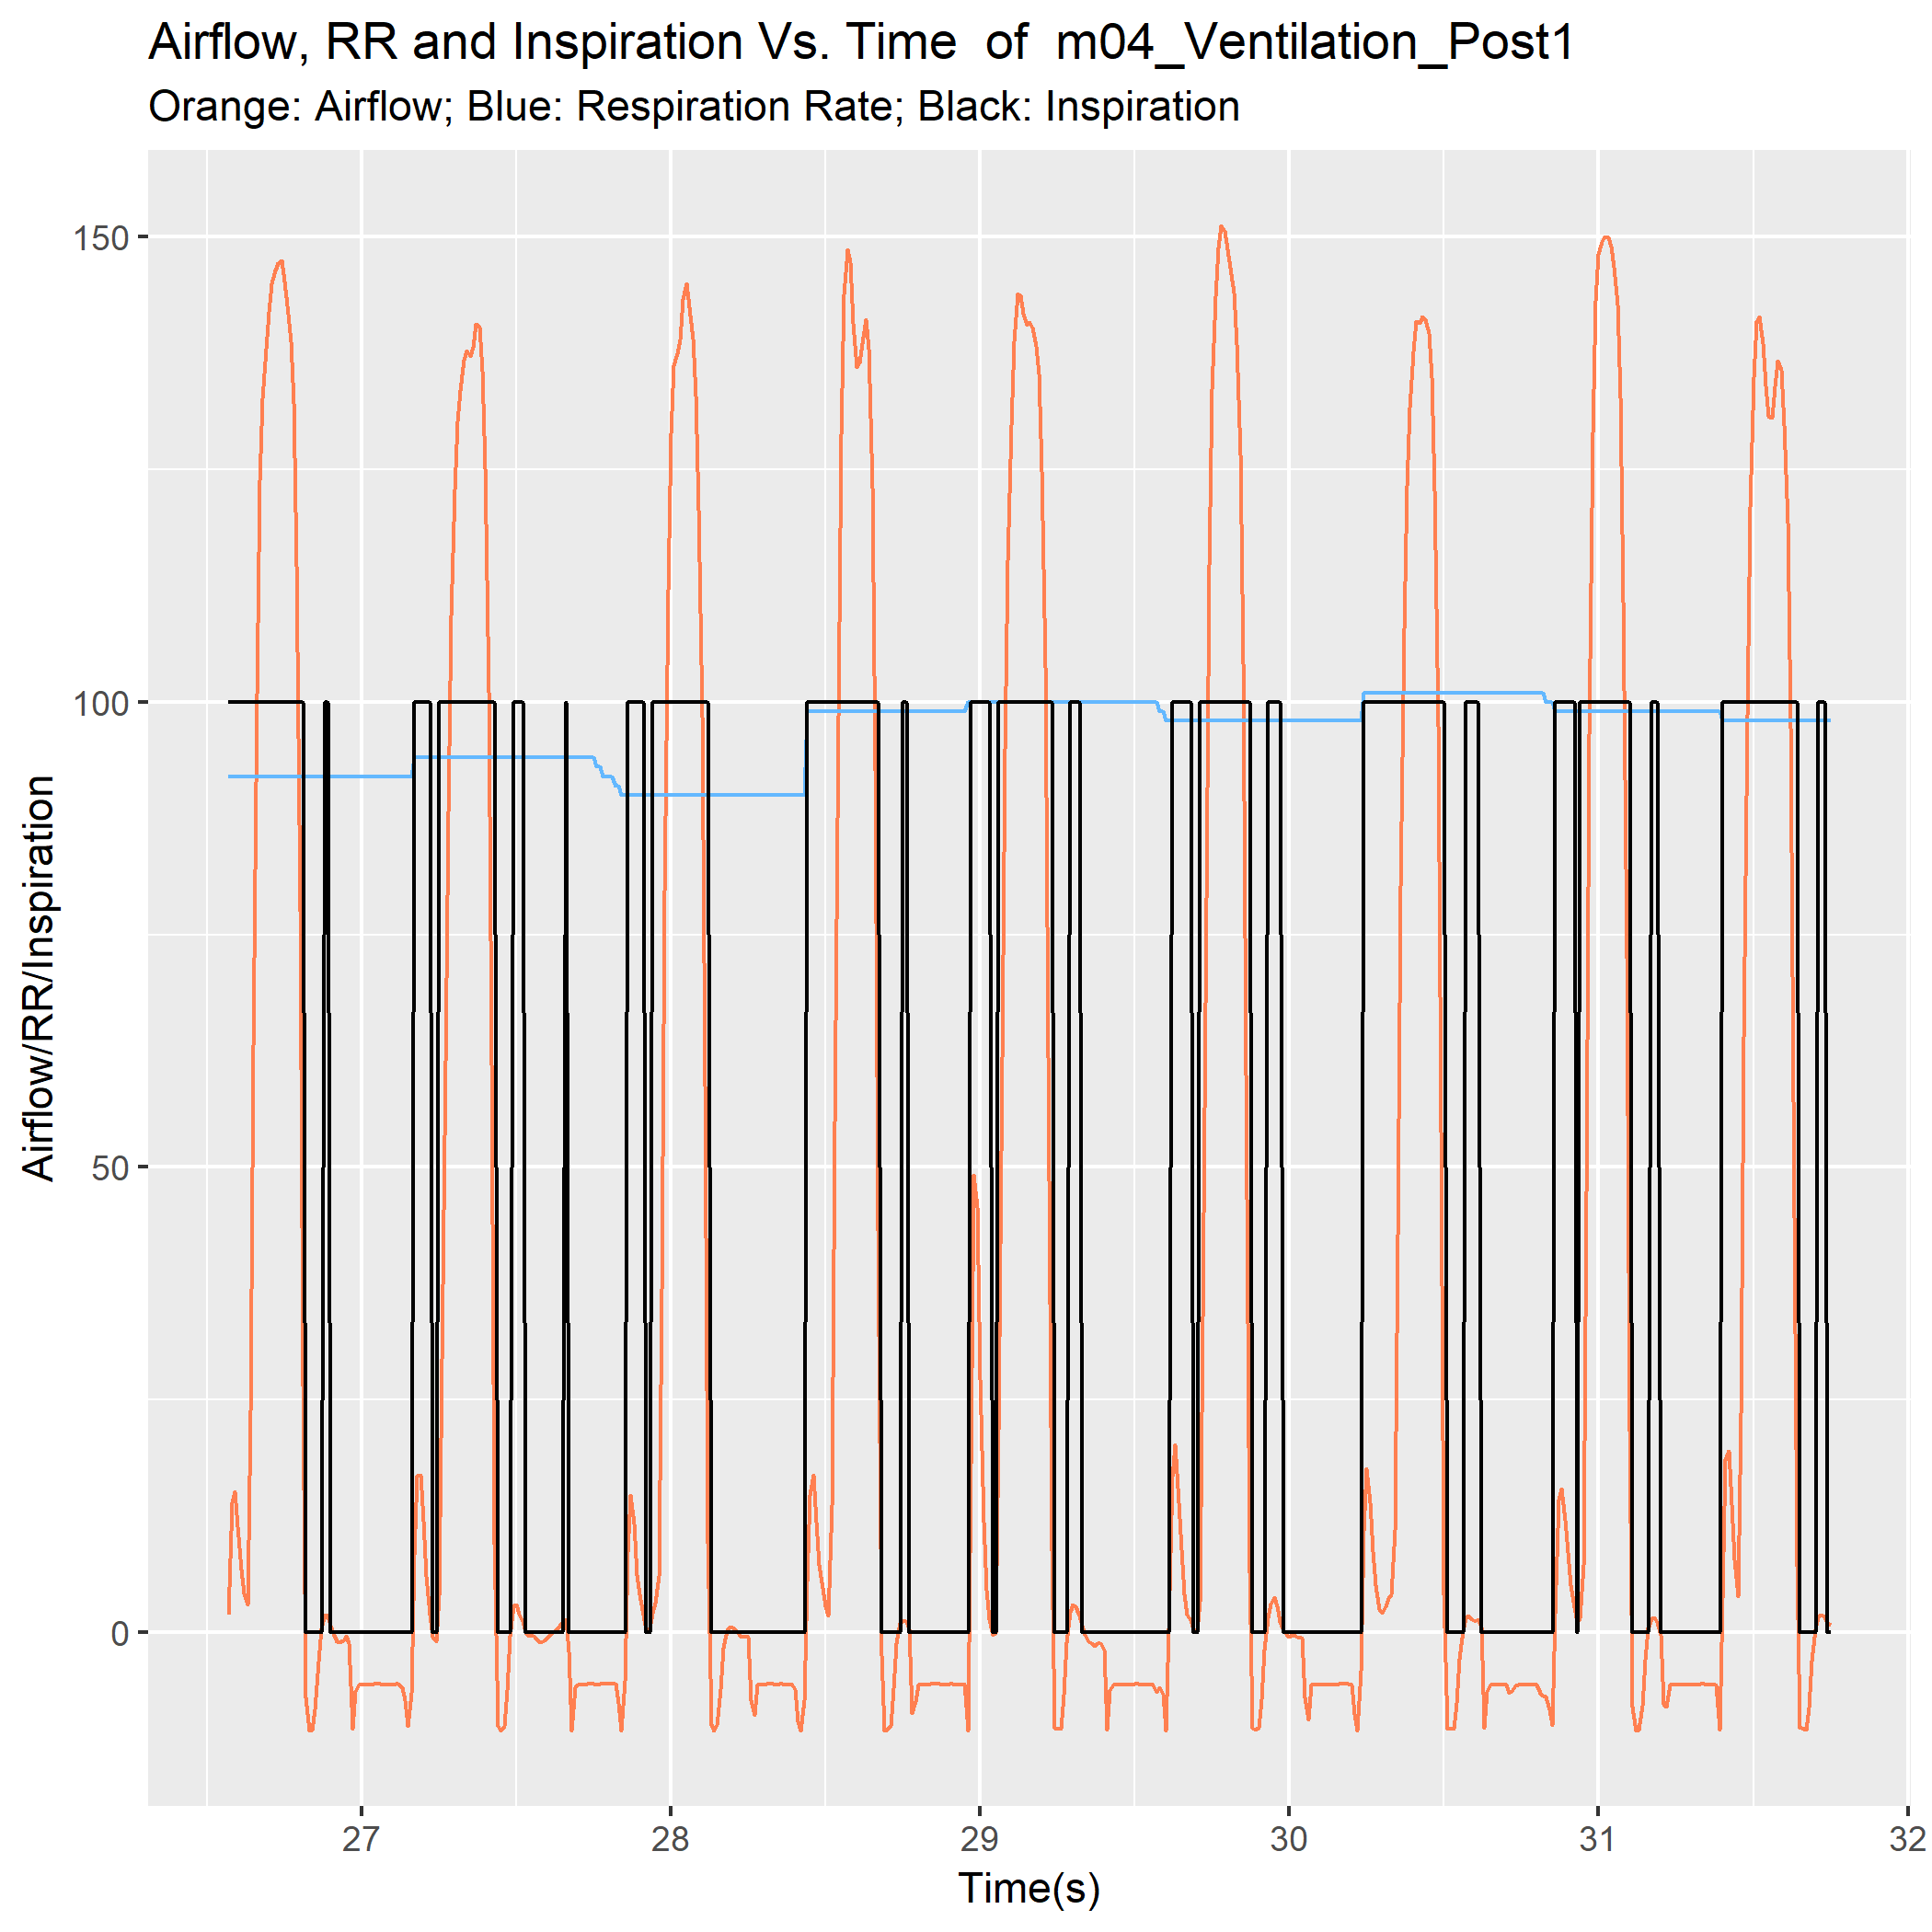 Airflow, RR and Inspiration Vs. Time  of  m04_Ventilation_Post1
Orange: Airflow; Blue: Respiration Rate; Black: Inspiration
Airflow/RR/Inspiration
150
100
50
0
27 28 29 30 31 32
Time(s)